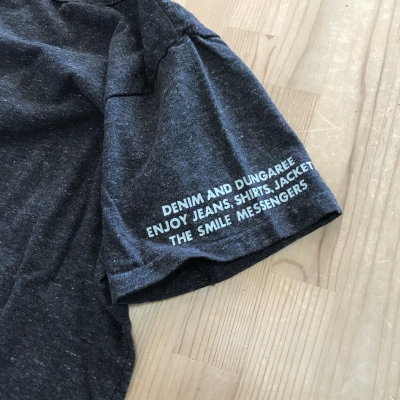 DENIM AND DUNGAREE
ENJOY JEANS, SHIRTS, JACKET
THE SMILE MESSENGERS